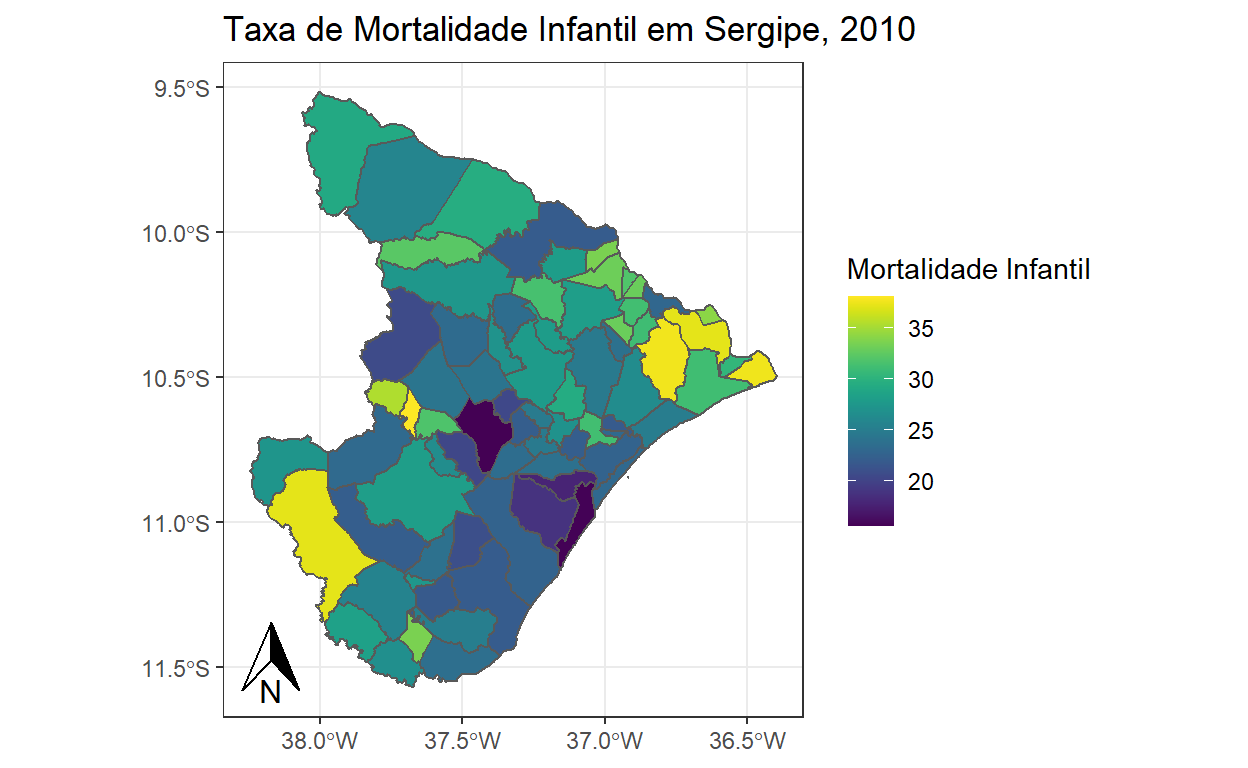 Taxa de Mortalidade Infantil em Sergipe, 2010
9.5°S
10.0°S
10.5°S
11.0°S
11.5°S
N
38.0°W
37.5°W
37.0°W
36.5°W
Mortalidade Infantil
35
30
25
20